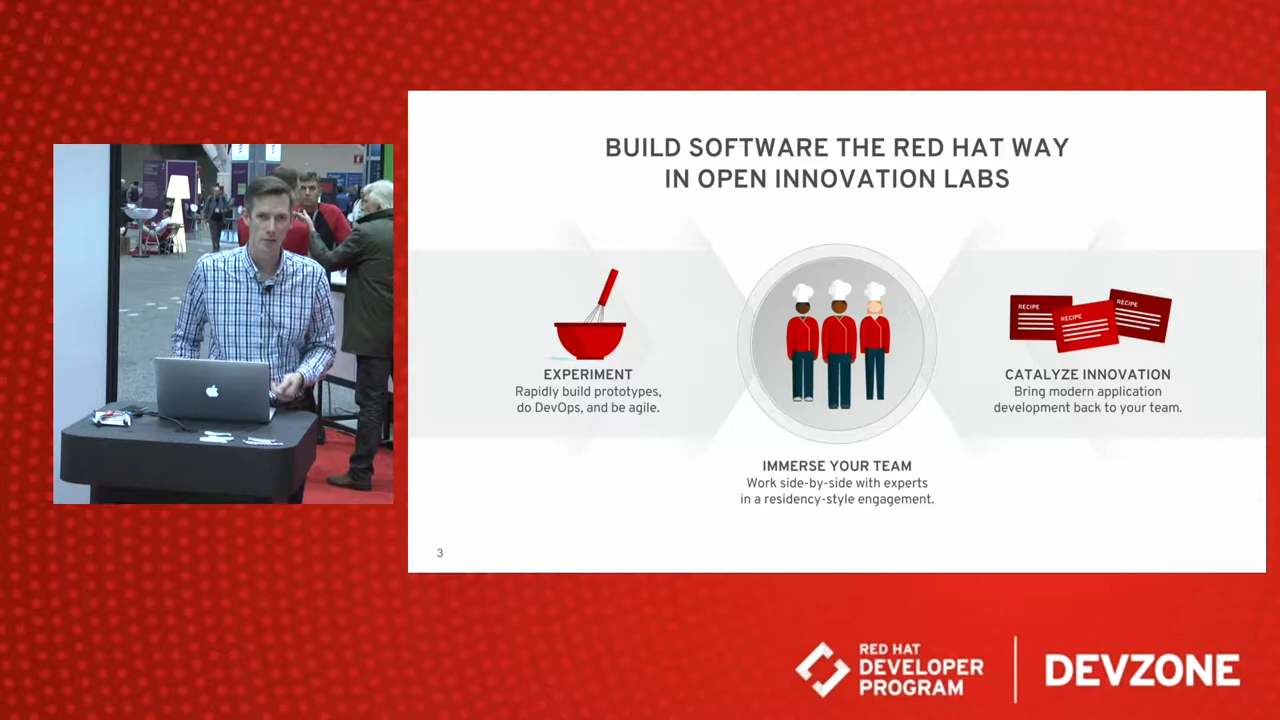 BUILD SOFTWARE THE RED HAT WAY
IN OPEN INNOVATION LABS
EXPERIMENT
Rapidly build prototypes,
do DevOps, and be agile.
IMMERSE YOUR TEAM
Work side-by-side with experts
in a residency-style engagement.
RECIPE
RECIPE
RECIPE
CATALYZE INNOVATION
Bring modern application
development back to your team.
3
RED HAT
DEVELOPER
PROGRAM
DEVZONE